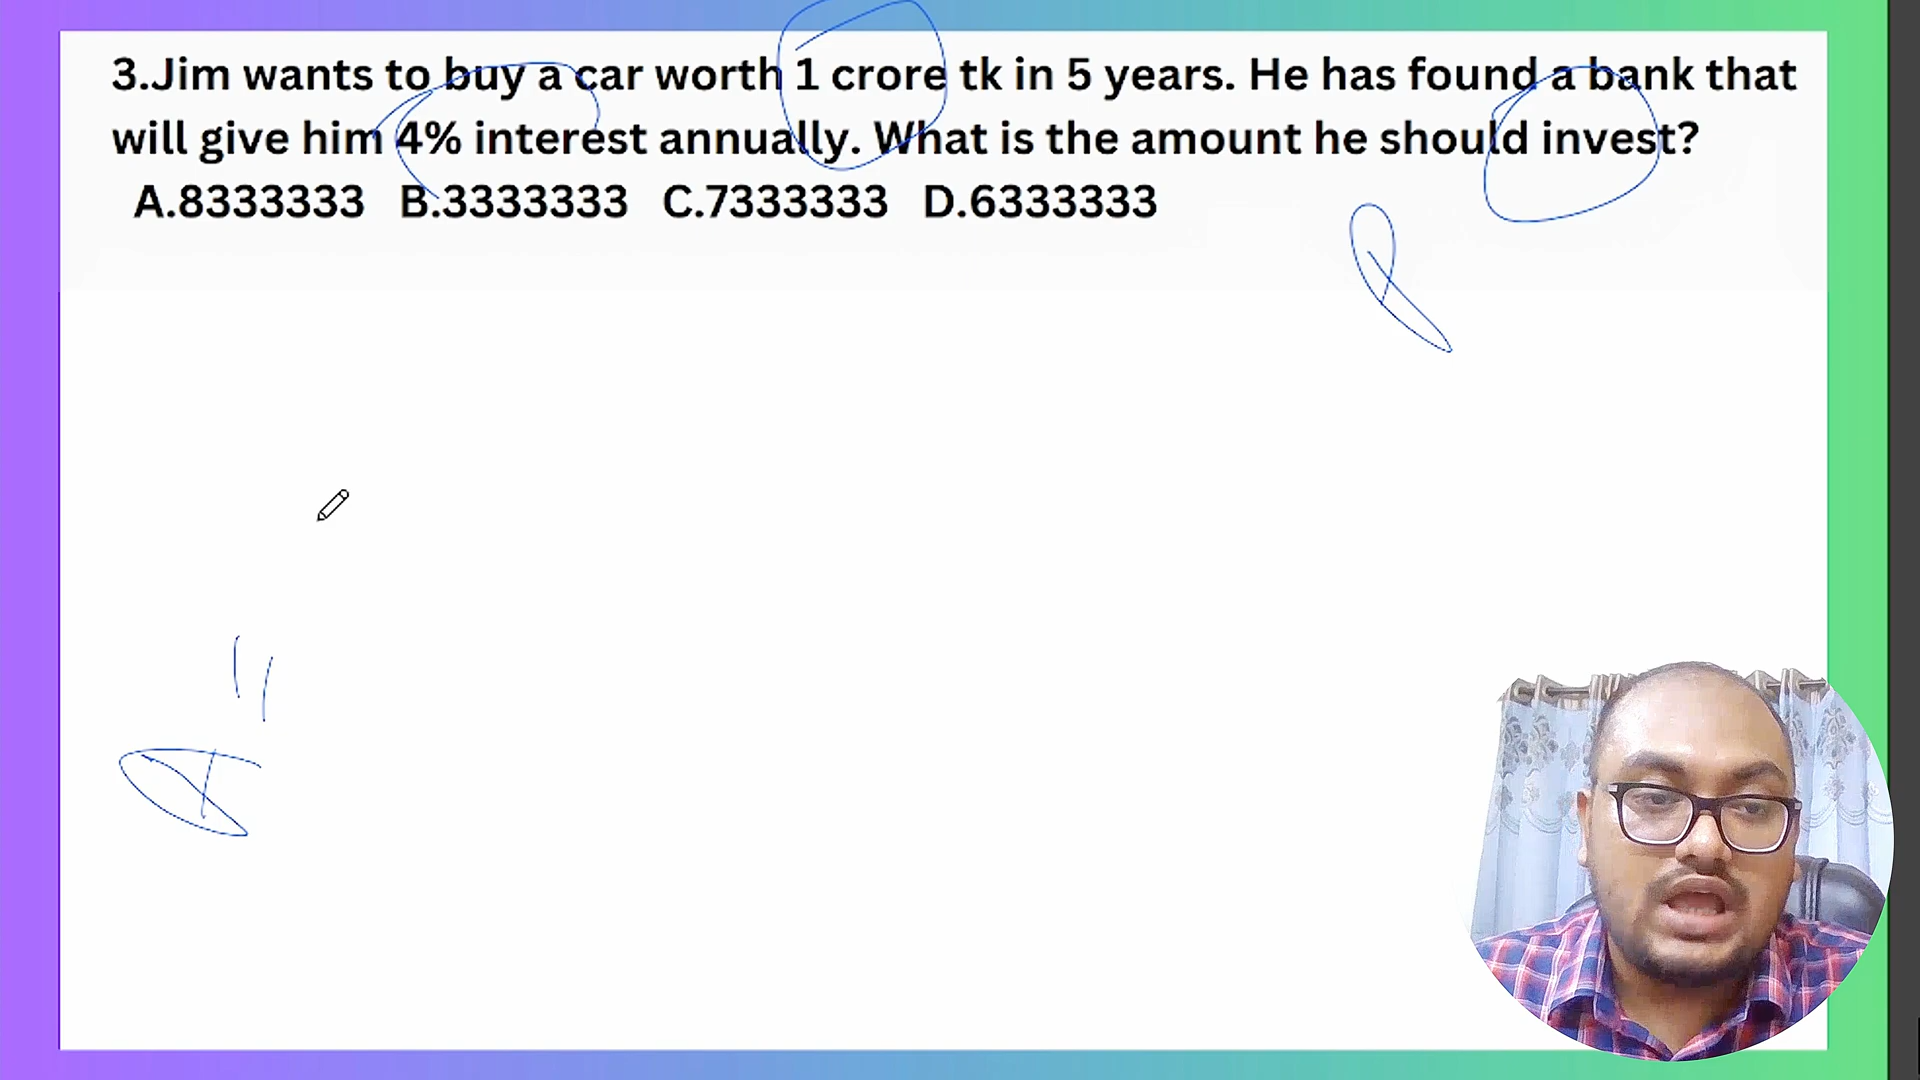 3.Jim wants to buy a car worth 1 crore tk in 5 years. He has found a bank that
will give him 4% interest annually. What is the amount he should invest?
A.8333333 B.3333333 C.7333333 D.6333333